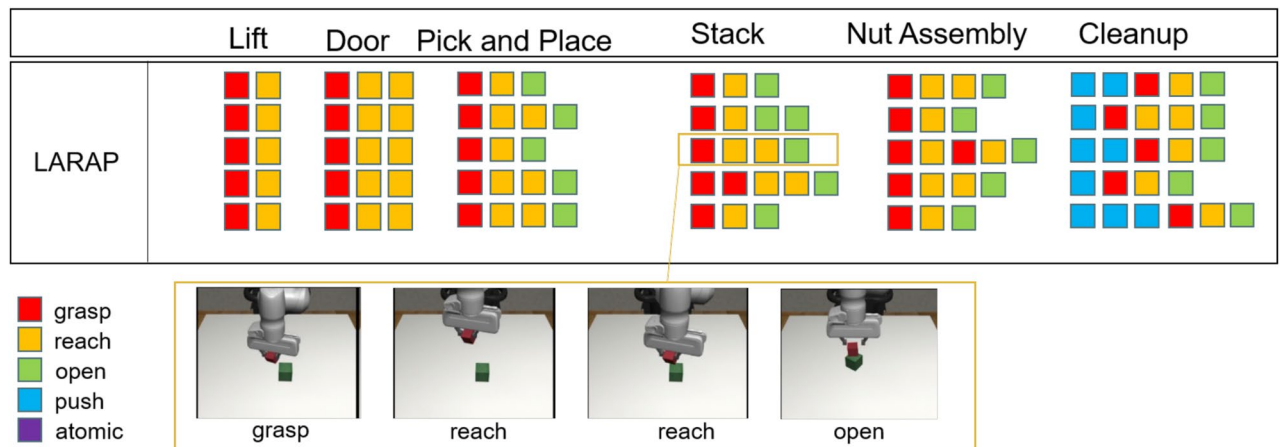 Lift Door Pick and Place Stack Nut Assembly Cleanup
LARAP
grasp
reach
open
push
atomic
grasp reach reach open